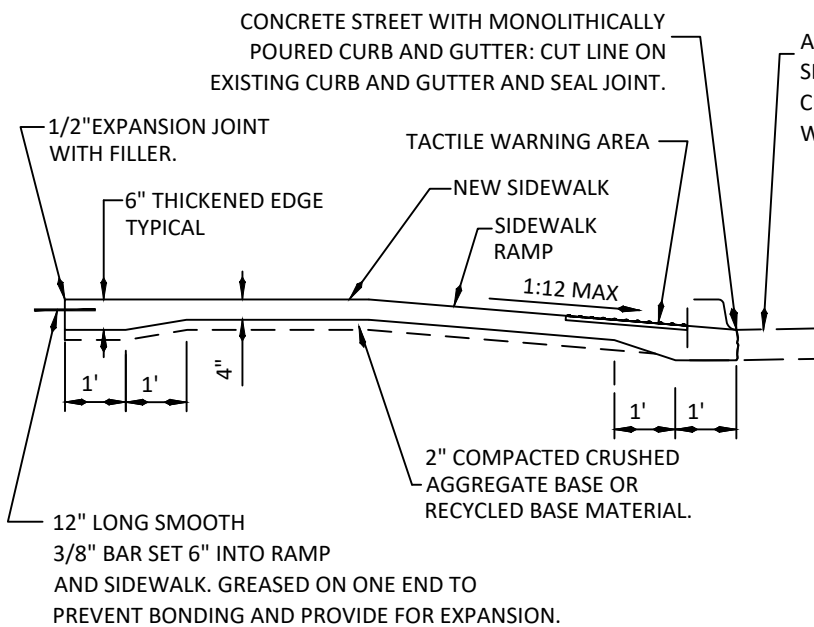 CONCRETE STREET WITH MONOLITHICALLY
POURED CURB AND GUTTER: CUT LINE ON
EXISTING CURB AND GUTTER AND SEAL JOINT.
1/2"EXPANSION JOINT
WITH FILLER.
TACTILE WARNING AREA
6" THICKENED EDGE
TYPICAL
NEW SIDEWALK
SIDEWALK
RAMP
1:12 MAX
4"
1'
1'
1'
1'
2" COMPACTED CRUSHED
AGGREGATE BASE OR
RECYCLED BASE MATERIAL.
12" LONG SMOOTH
3/8" BAR SET 6" INTO RAMP
AND SIDEWALK. GREASED ON ONE END TO
PREVENT BONDING AND PROVIDE FOR EXPANSION.